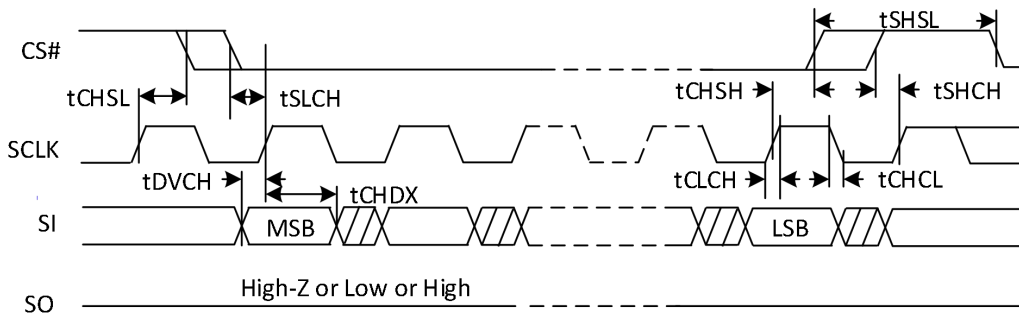 tSHSL
CS#
tCHSL
tSLCH
tCHSH
tSHCH
SCLK
tDVCH
tCHDX
tCLCH
tCHCL
SI
MSB
LSB
High-Z or Low or High
SO